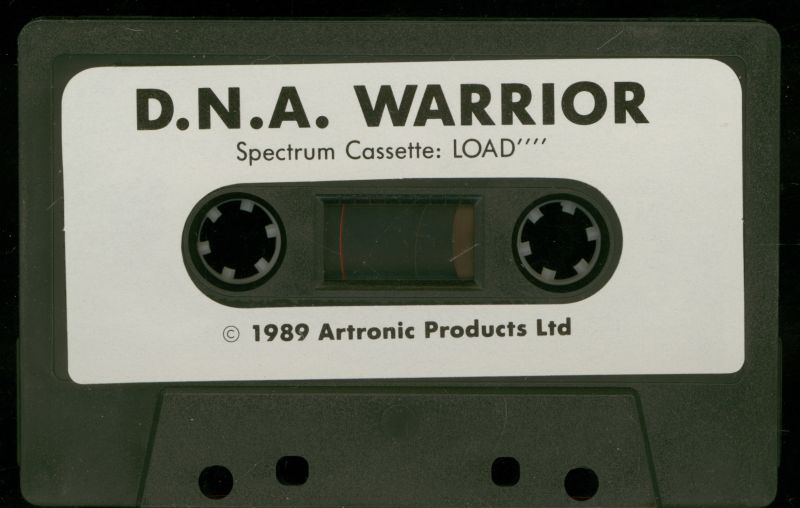 D.N.A. WARRIOR
Spectrum Cassette: LOAD′′′′
© 1989 Artronic Products Ltd